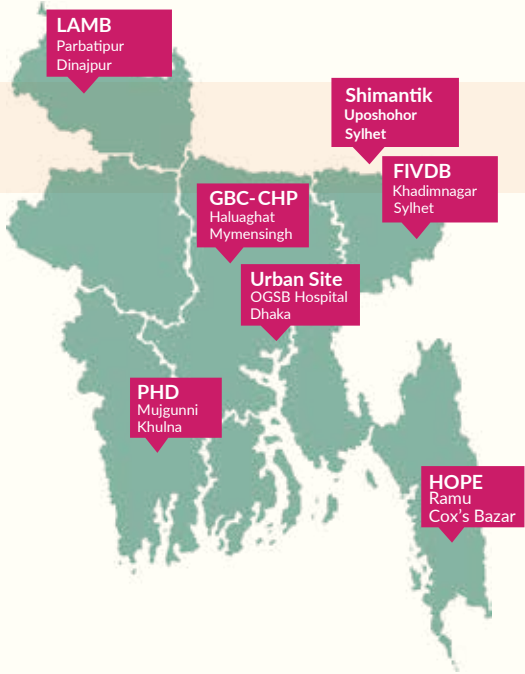 LAMB
Parbatipur
Dinajpur
Shimantik
Uposhohor
Sylhet
FIVDB
Khadimnagar
Sylhet
GBC-CHP
Haluaghat
Mymensingh
Urban Site
OGSB Hospital
Dhaka
PHD
Mujgunni
Khulna
HOPE
Ramu
Cox's Bazar